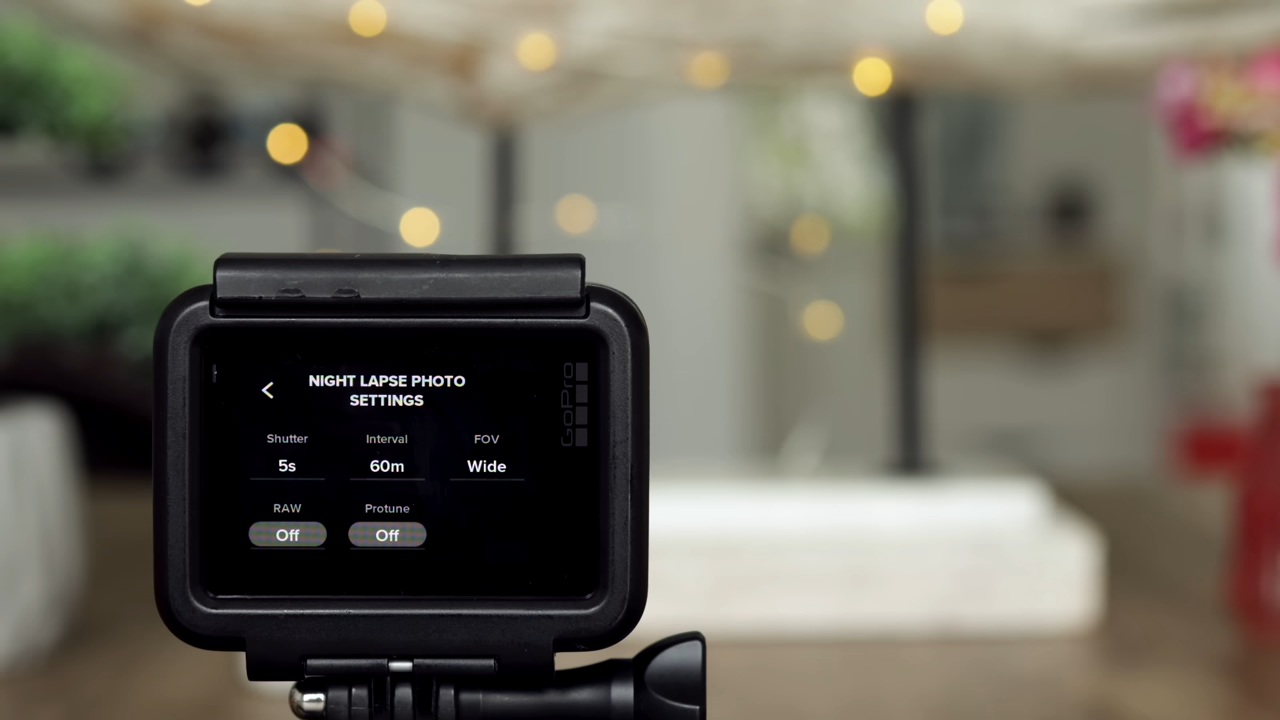 NIGHT LAPSE PHOTO
SETTINGS
Shutter
Interval
FOV
5s
60m
Wide
RAW
Protune
Off
Off
GoPro